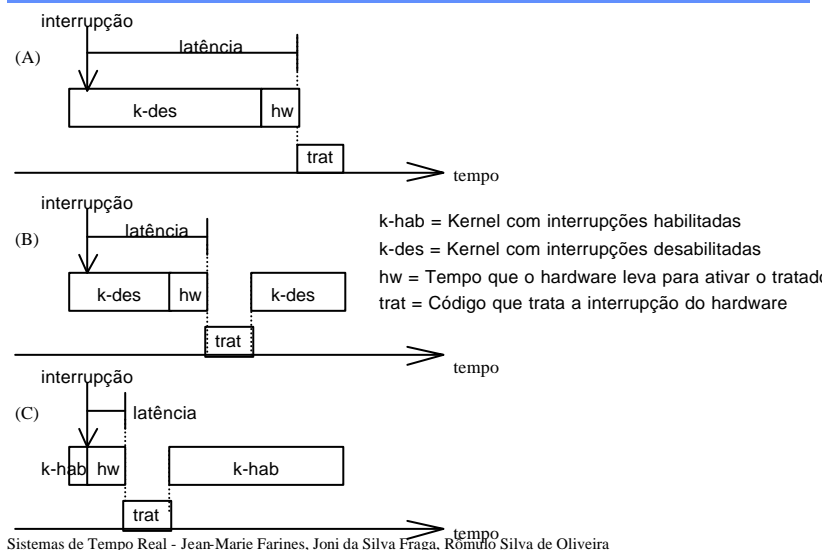 interrupção
latência
(A)
k-des
hw
trat
tempo
interrupção
latência
(B)
k-des
hw
k-des
trat
tempo
k-hab = Kernel com interrupções habilitadas
k-des = Kernel com interrupções desabilitadas
hw = Tempo que o hardware leva para ativar o tratado
trat = Código que trata a interrupção do hardware
interrupção
(C)
latência
k-hab
hw
k-hab
trat
tempo
Sistemas de Tempo Real - Jean-Marie Farines, Joni da Silva Fraga, Rômulo Silva de Oliveira